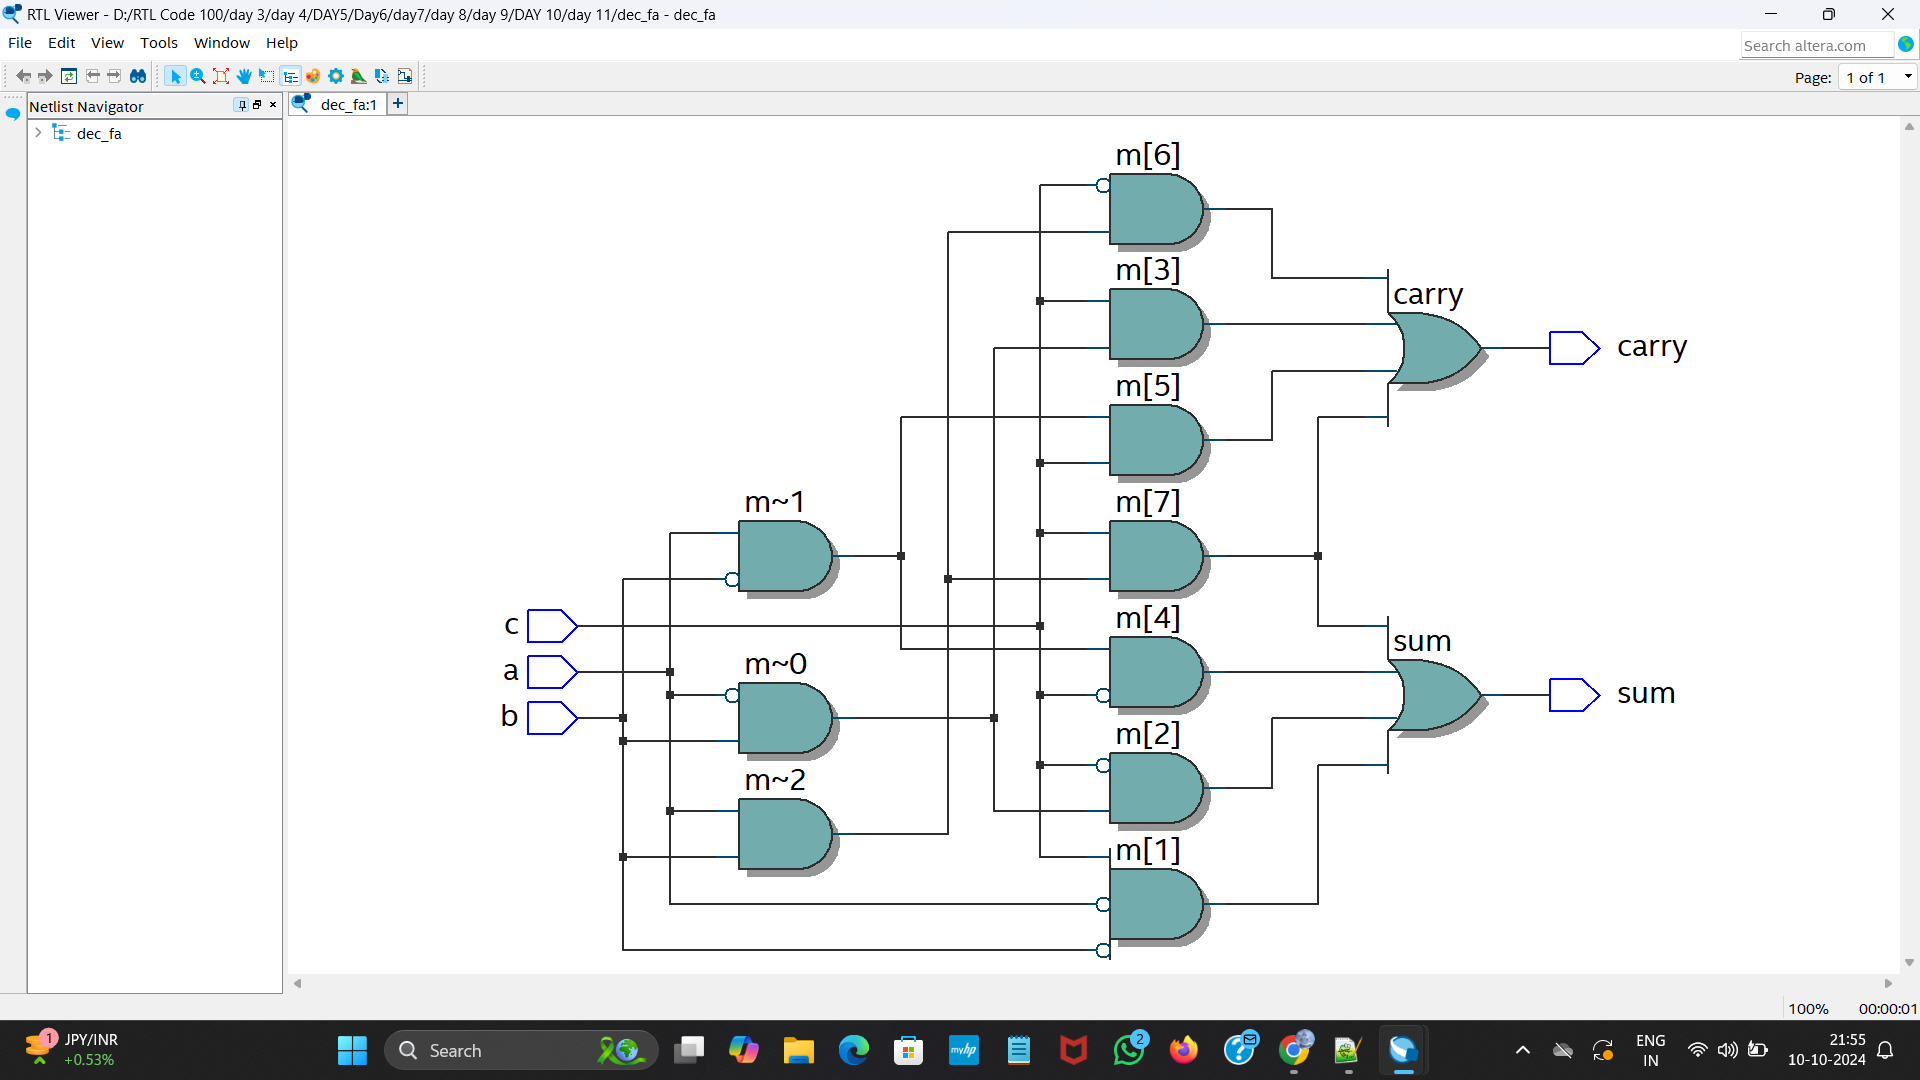 RTL Viewer - D:/RTL Code 100/day 3/day 4/DAY5/Day6/day7/day 8/day 9/DAY 10/day 11/dec_fa - dec_fa
File Edit View Tools Window Help
Search altera.com
Page: 1 of 1
Netlist Navigator
dec_fa:1
dec_fa
m[6]
m[3]
carry
carry
m[5]
m~1
m[7]
c
m[4]
sum
a
m~0
sum
b
m[2]
m~2
m[1]
100% 00:00:01
1
JPY/INR
+0.53%
Search
myhp
2
ENG
IN
21:55
10-10-2024